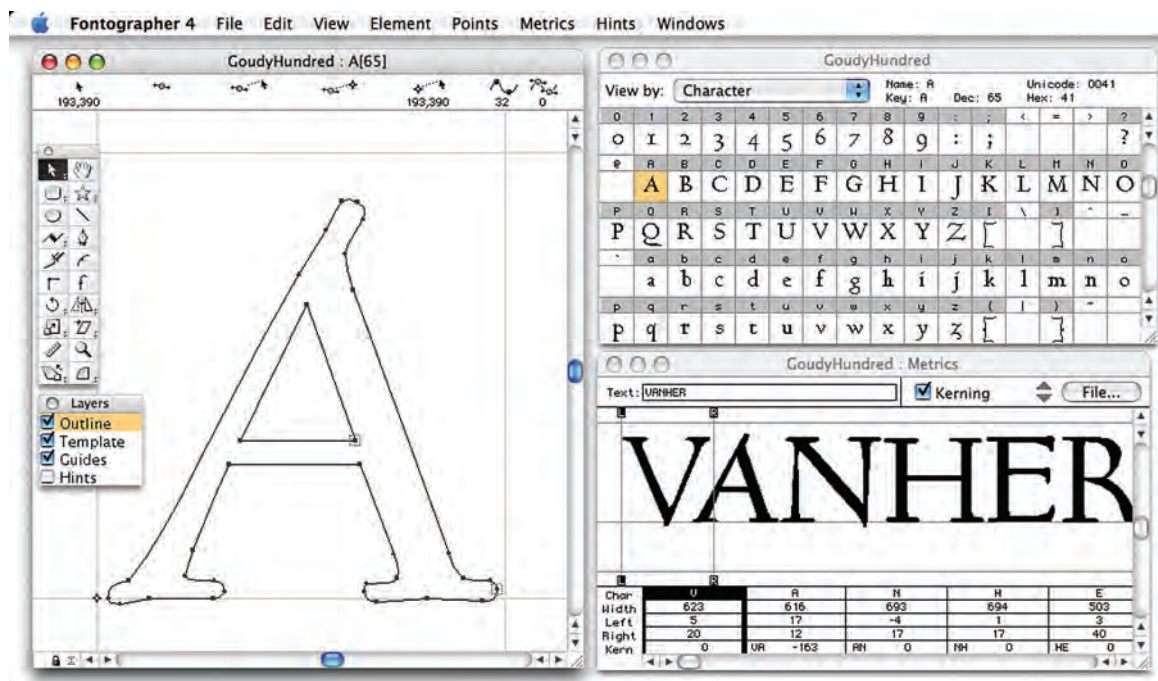 Fontographer 4 File Edit View Element Points Metrics Hints Windows
GoudyHundred : A[65]
193,390 193,390 32 0
Layers
Outline
Template
Guides
Hints
GoudyHundred
View by: Character Name: A Unicode: 0041
Key: A Dec: 65 Hex: 41
0 1 2 3 4 5 6 7 8 9 : ; < = > ?
0 1 2 3 4 5 6 7 8 9 : ; ?
@ A B C D E F G H I J K L M N O
A B C D E F G H I J K L M N O
P Q R S T U V W X Y Z [ \ ] ^ _
P Q R S T U V W X Y Z [ ]
` a b c d e f g h i j k l m n o
a b c d e f g h i j k l m n o
p q r s t u v w x y z { | } ~
p q r s t u v w x y z [ ]
GoudyHundred : Metrics
Text: VANHER Kerning File...
L R
VANHER
L R
Char V A N H E
Width 623 616 693 694 503
Left 5 17 -4 1 3
Right 20 12 17 17 40
Kern 0 VA -163 AN 0 NH 0 HE 0